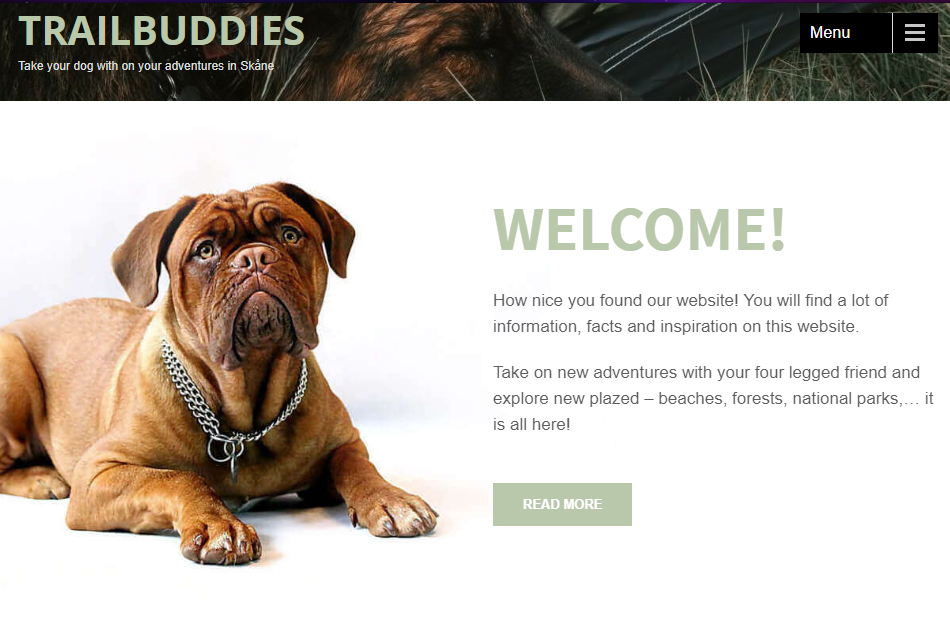 TRAILBUDDIES
Take your dog with on your adventures in Skåne
Menu
WELCOME!
How nice you found our website! You will find a lot of
information, facts and inspiration on this website.
Take on new adventures with your four legged friend and
explore new plazed – beaches, forests, national parks,… it
is all here!
READ MORE